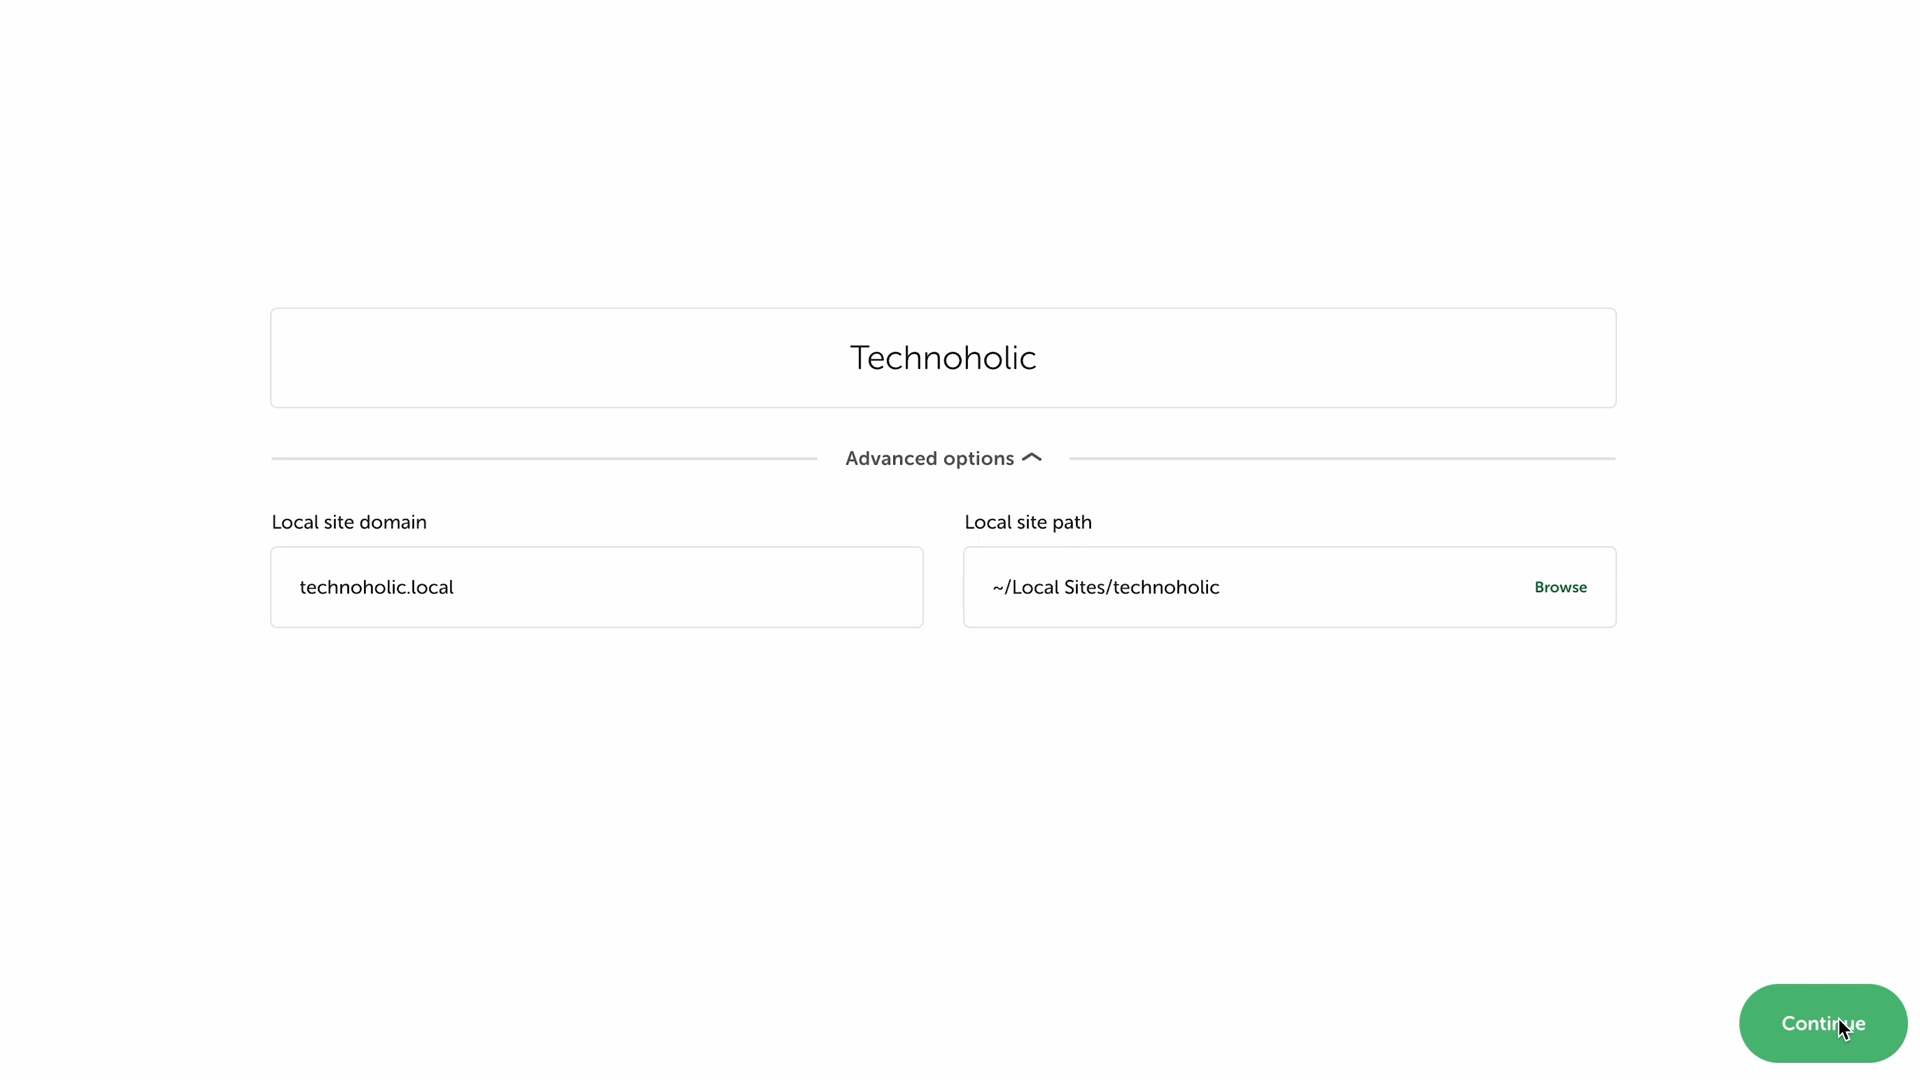 Technoholic
Advanced options
Local site domain
Local site path
technoholic.local
~/Local Sites/technoholic
Browse
Continue